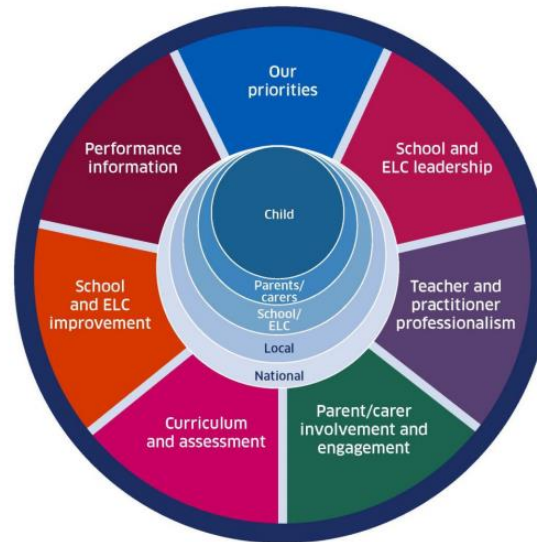 Our
priorities
School and
ELC leadership
Teacher and
practitioner
professionalism
Parent/carer
involvement and
engagement
Curriculum
and assessment
School
and ELC
improvement
Performance
information
Child
Parents/
carers
School/
ELC
Local
National